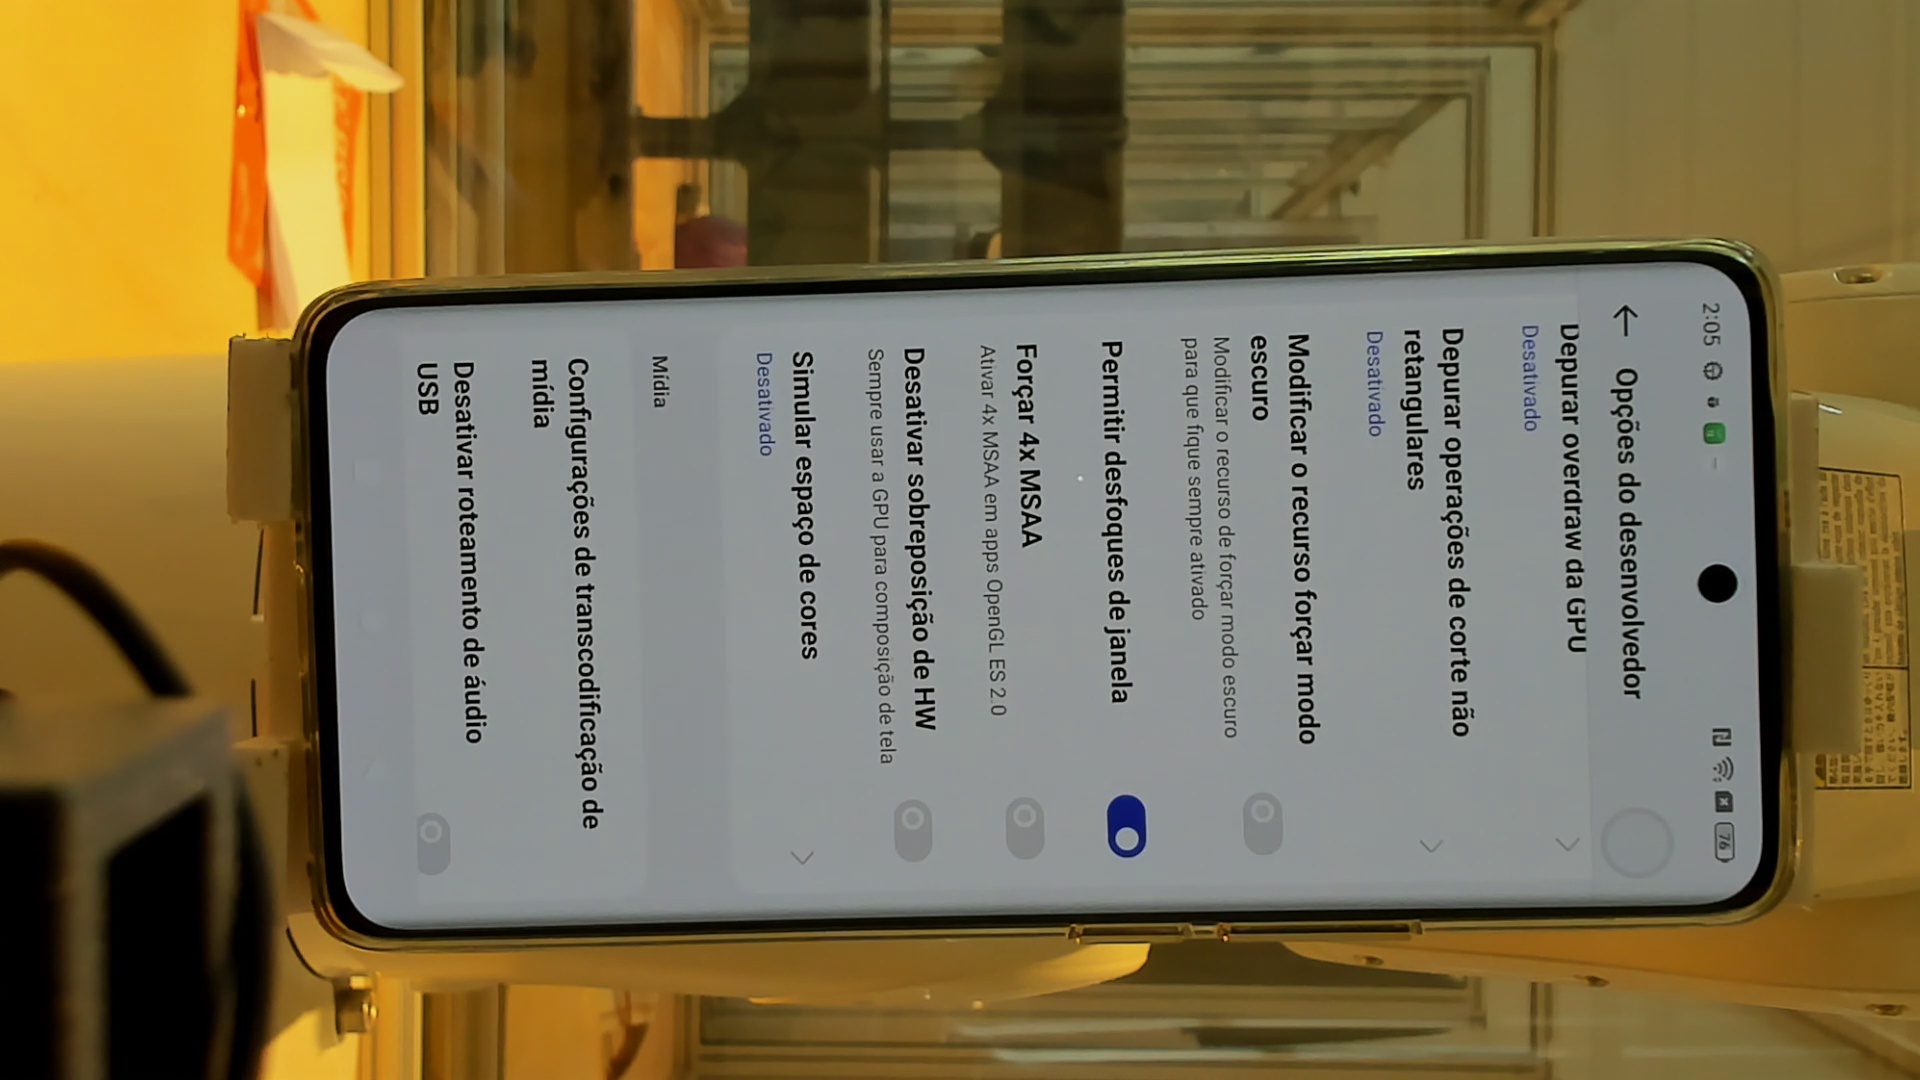 2:05
76
Opções do desenvolvedor
Depurar overdraw da GPU
Desativado
Depurar operações de corte não
retangulares
Desativado
Modificar o recurso forçar modo
escuro
Modificar o recurso de forçar modo escuro
para que fique sempre ativado
Permitir desfoques de janela
Forçar 4x MSAA
Ativar 4x MSAA em apps OpenGL ES 2.0
Desativar sobreposição de HW
Sempre usar a GPU para composição de tela
Simular espaço de cores
Desativado
Mídia
Configurações de transcodificação de
mídia
Desativar roteamento de áudio
USB